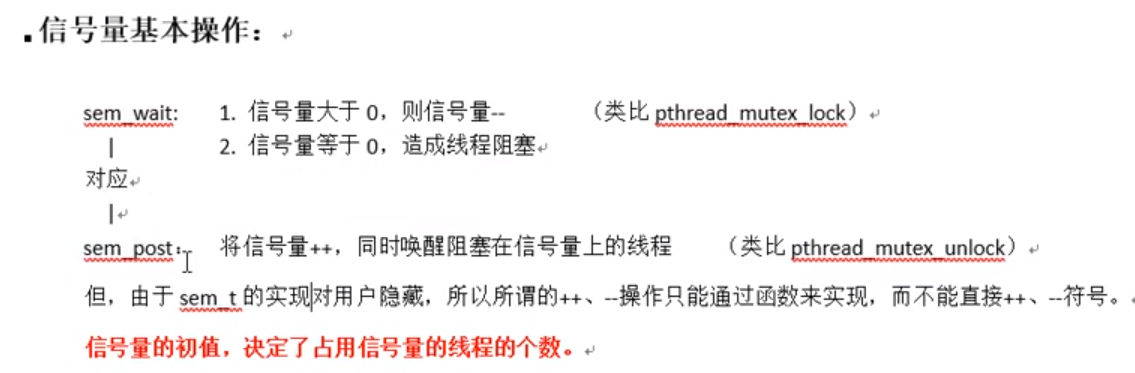 ▪信号量基本操作：
sem_wait: 1. 信号量大于 0，则信号量-- （类比 pthread_mutex_lock）
| 2. 信号量等于 0，造成线程阻塞
对应
|
sem_post： 将信号量++，同时唤醒阻塞在信号量上的线程 （类比 pthread_mutex_unlock）
但，由于 sem_t 的实现对用户隐藏，所以所谓的++、--操作只能通过函数来实现，而不能直接++、--符号。
信号量的初值，决定了占用信号量的线程的个数。